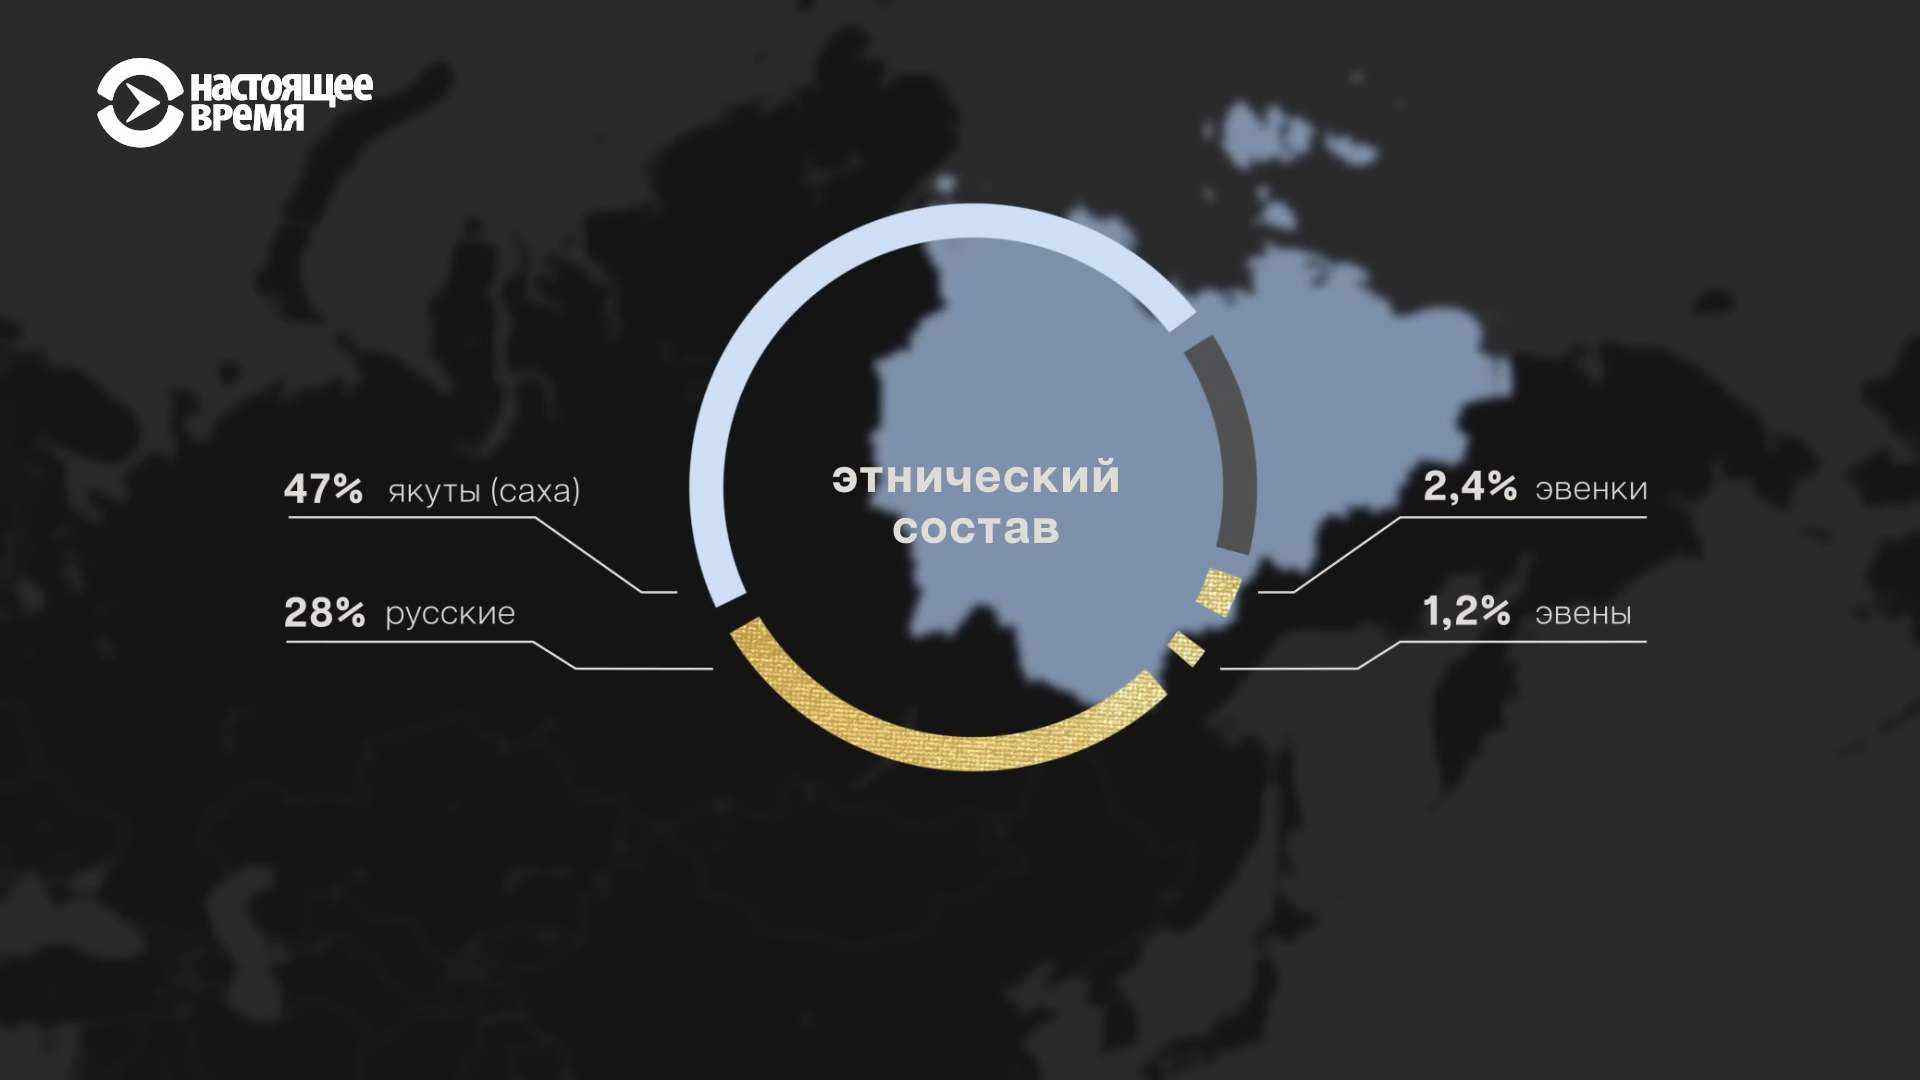 настоящее
время
этнический
состав
47% якуты (саха)
28% русские
2,4% эвенки
1,2% эвены